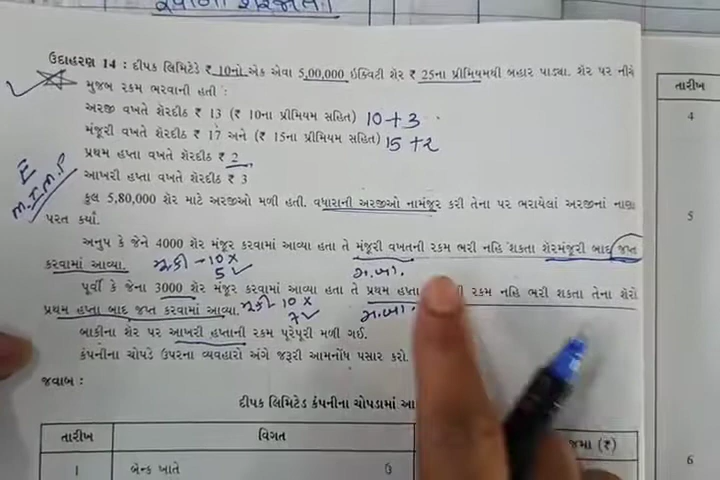 ઉદાહરણ 14 : દીપક લિમિટેડે ₹ 10નો એક એવા 5,00,000 ઇક્વિટી શેર ₹ 25ના પ્રીમિયમથી બહાર પાડ્યા. શેર પર નીચે
મુજબ રકમ ભરવાની હતી :
અરજી વખતે શેરદીઠ ₹ 13 (₹ 10ના પ્રીમિયમ સહિત) 10+3
મંજૂરી વખતે શેરદીઠ ₹ 17 અને (₹ 15ના પ્રીમિયમ સહિત) 15+2
પ્રથમ હપ્તા વખતે શેરદીઠ ₹ 2
આખરી હપ્તા વખતે શેરદીઠ ₹ 3
M.IMP
કુલ 5,80,000 શેર માટે અરજીઓ મળી હતી. વધારાની અરજીઓ નામંજૂર કરી તેના પર ભરાયેલાં અરજીનાં નાણા
પરત કર્યાં.
અનુપ કે જેને 4000 શેર મંજૂર કરવામાં આવ્યા હતા તે મંજૂરી વખતની રકમ ભરી નહિ શકતા શેરમંજૂરી બાદ જપ્ત
કરવામાં આવ્યા. મૂકી - 10 x મ.ખા.
5
પૂર્વી કે જેના 3000 શેર મંજૂર કરવામાં આવ્યા હતા તે પ્રથમ હપ્તા રકમ નહિ ભરી શકતા તેના શેરો
પ્રથમ હપ્તા બાદ જપ્ત કરવામાં આવ્યા. મૂકી 10 x મ.ખા.
7
બાકીના શેર પર આખરી હપ્તાની રકમ પૂરેપૂરી મળી ગઈ.
કંપનીના ચોપડે ઉપરના વ્યવહારો અંગે જરૂરી આમનોંધ પસાર કરો.
જવાબ :
દીપક લિમિટેડ કંપનીના ચોપડામાં આ
તારીખ વિગત જમા (₹)
1 બેન્ક ખાતે ઉ
તારીખ
4
5
6